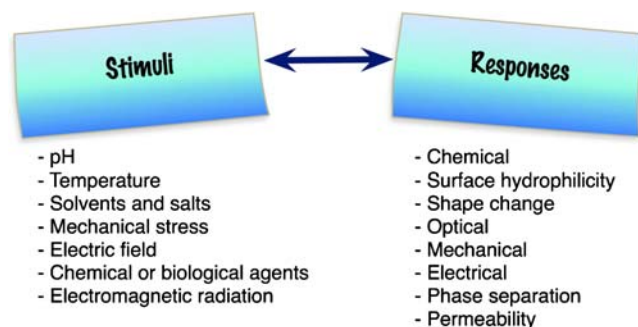 Stimuli
- pH
- Temperature
- Solvents and salts
- Mechanical stress
- Electric field
- Chemical or biological agents
- Electromagnetic radiation
Responses
- Chemical
- Surface hydrophilicity
- Shape change
- Optical
- Mechanical
- Electrical
- Phase separation
- Permeability